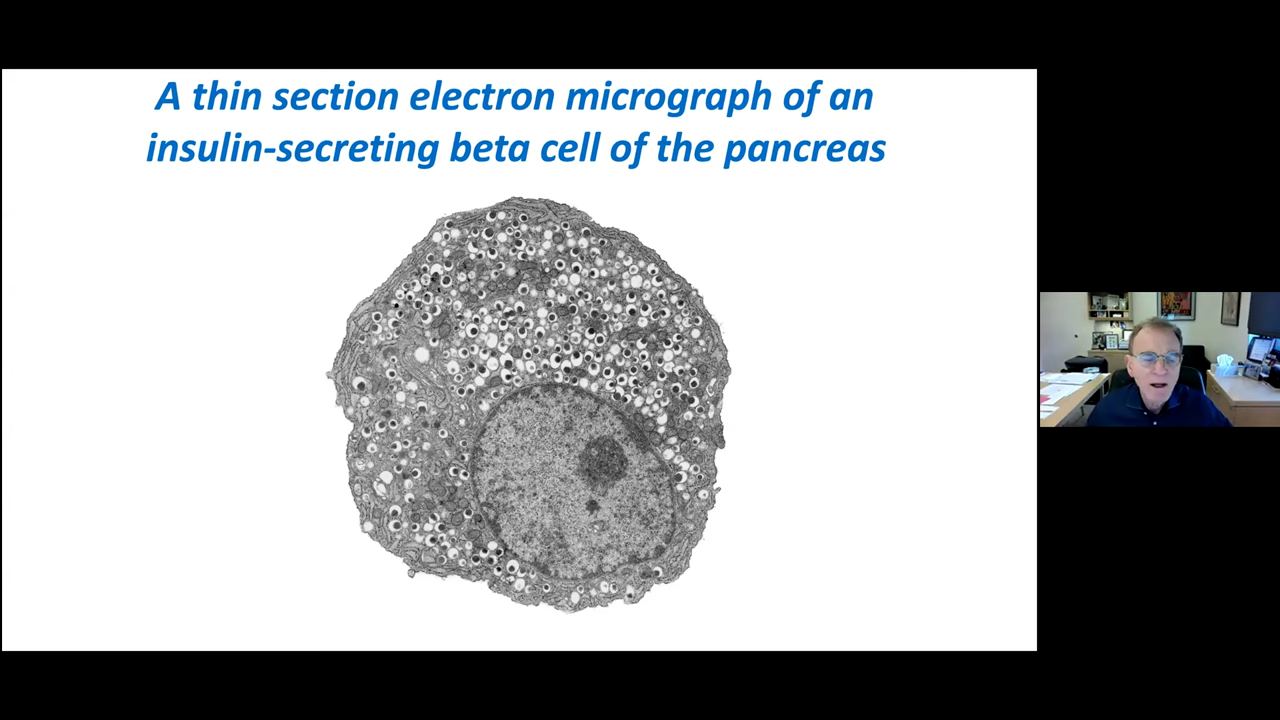 A thin section electron micrograph of an
insulin-secreting beta cell of the pancreas